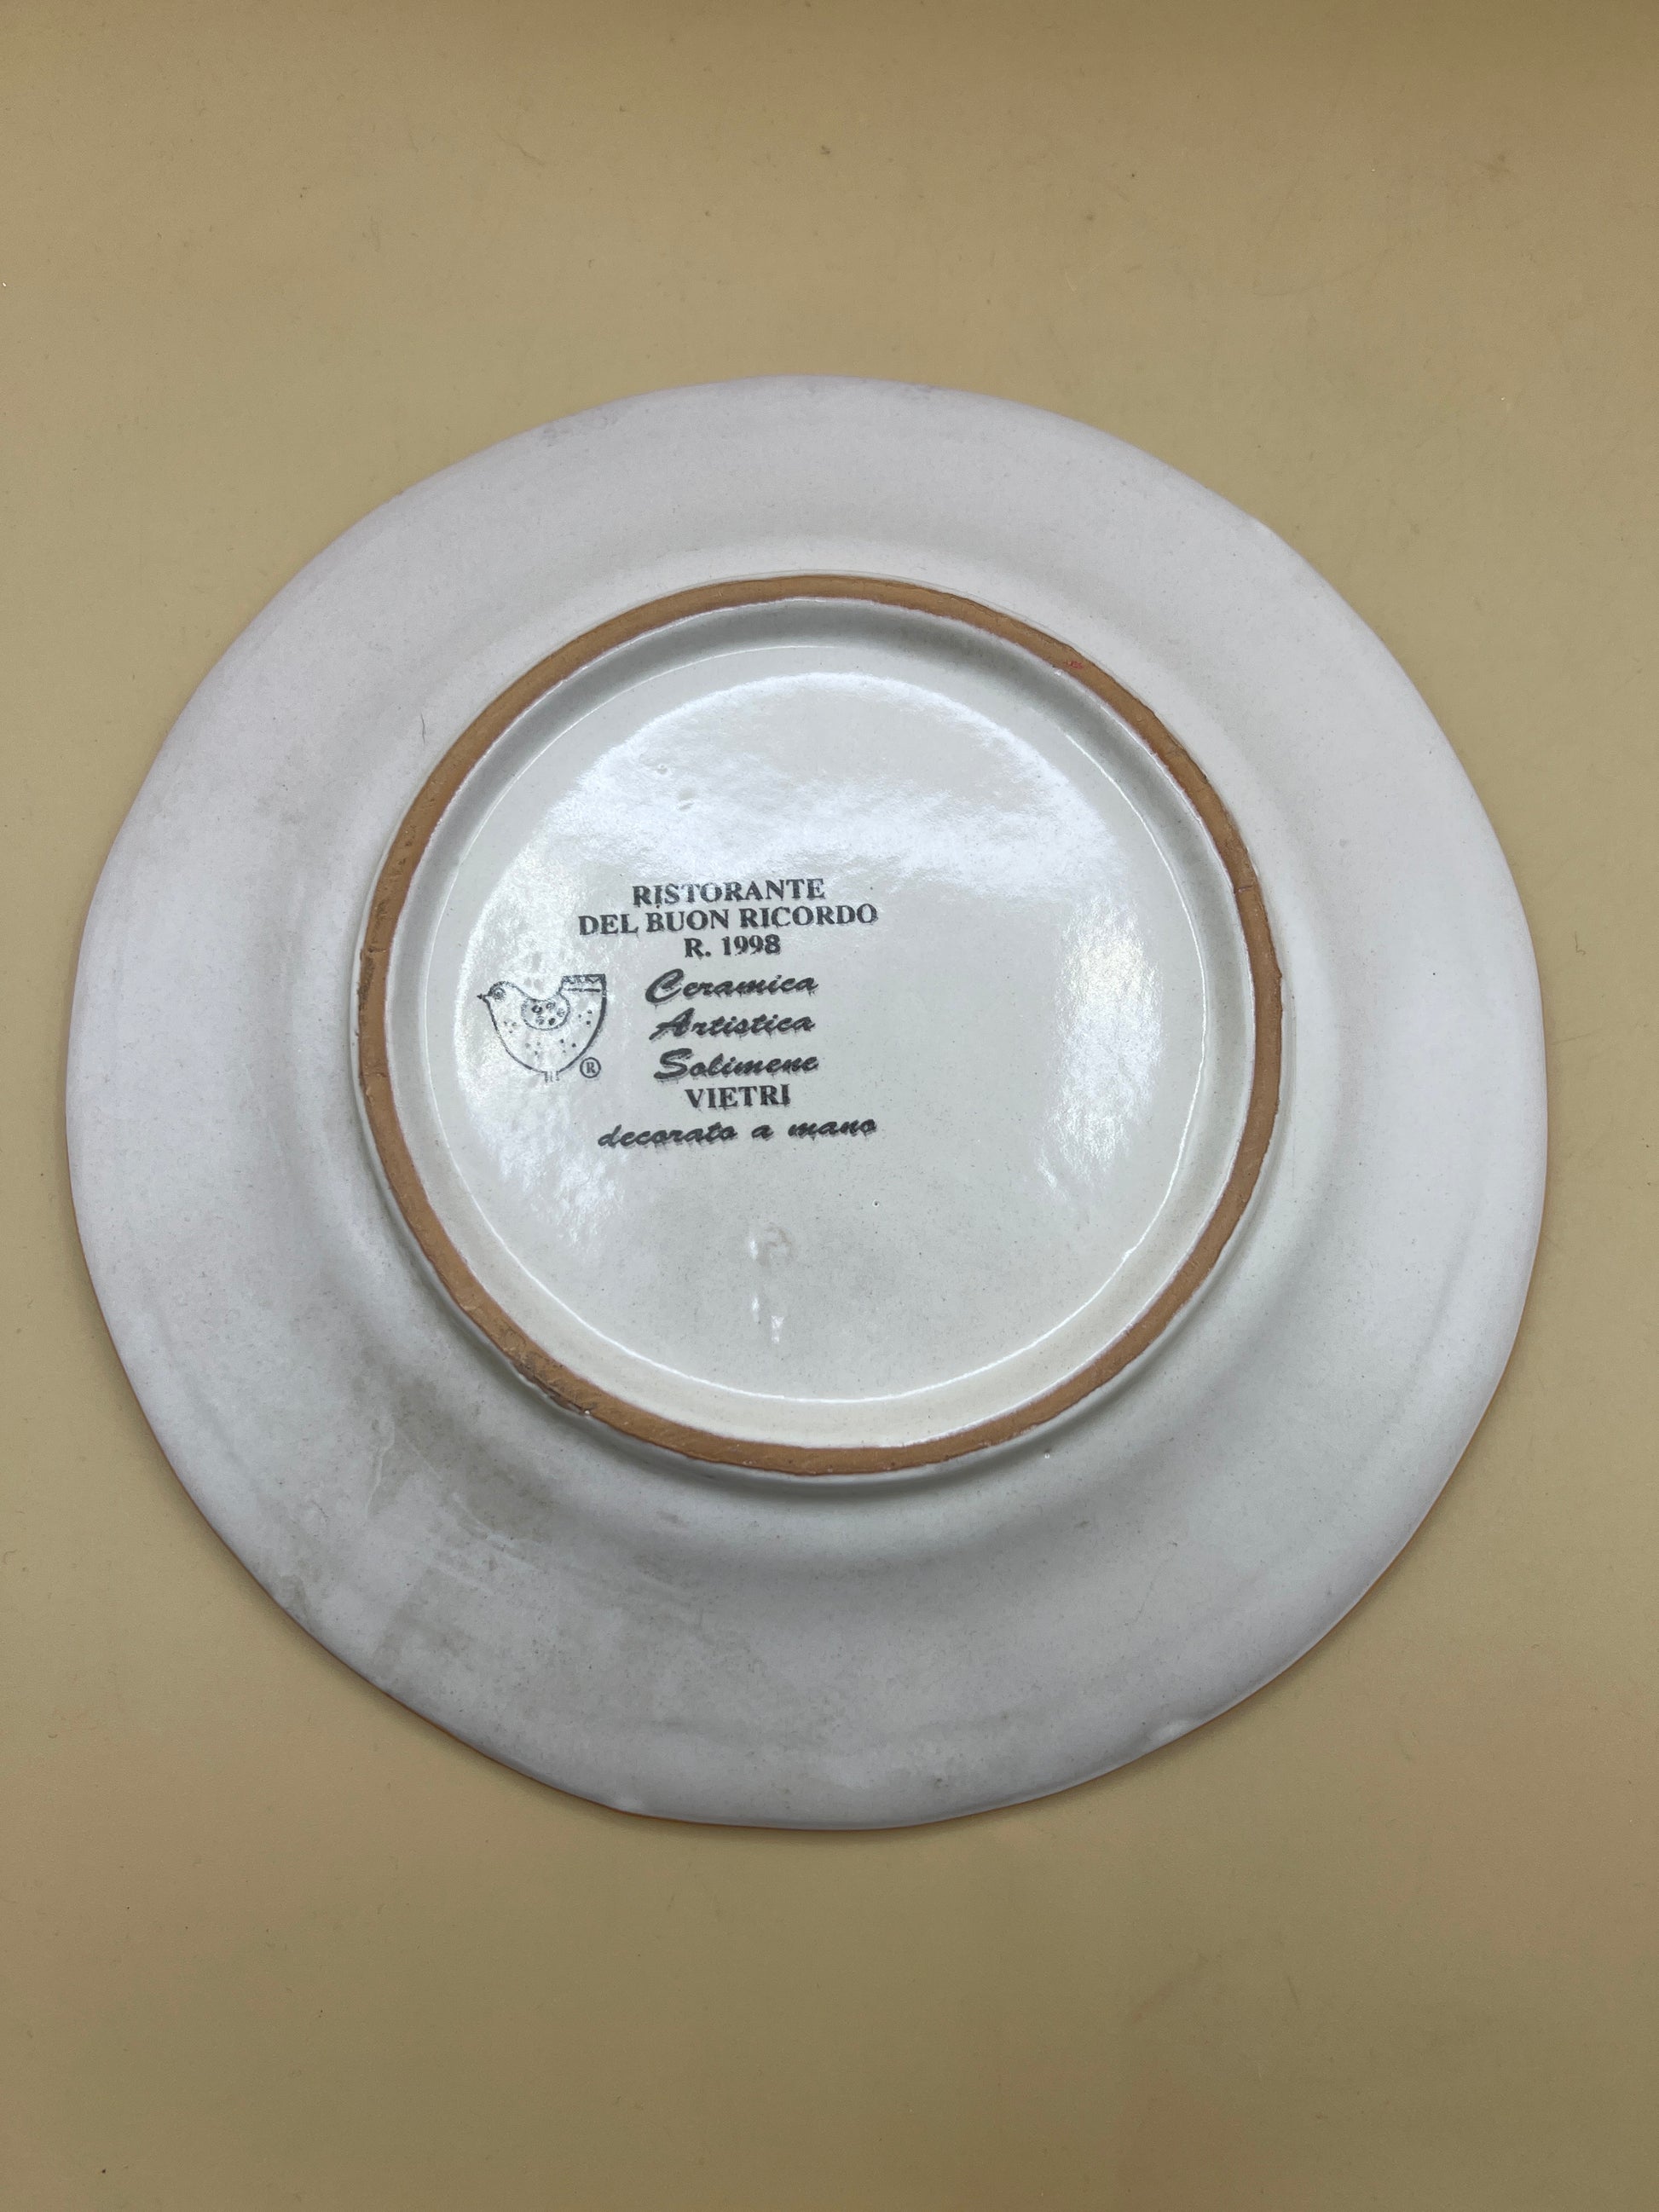 RISTORANTE
DEL BUON RICORDO
R. 1998
Ceramica
Artistica
Solimene
®
VIETRI
decorato a mano